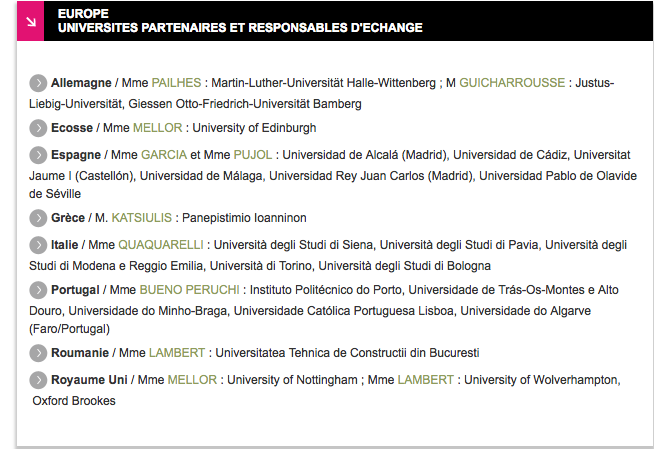 EUROPE
UNIVERSITES PARTENAIRES ET RESPONSABLES D'ECHANGE
Allemagne / Mme PAILHES : Martin-Luther-Universität Halle-Wittenberg ; M GUICHARROUSSE : Justus-
Liebig-Universität, Giessen Otto-Friedrich-Universität Bamberg
Ecosse / Mme MELLOR : University of Edinburgh
Espagne / Mme GARCIA et Mme PUJOL : Universidad de Alcalá (Madrid), Universidad de Cádiz, Universitat
Jaume I (Castellón), Universidad de Málaga, Universidad Rey Juan Carlos (Madrid), Universidad Pablo de Olavide
de Séville
Grèce / M. KATSIULIS : Panepistimio Ioanninon
Italie / Mme QUAQUARELLI : Università degli Studi di Siena, Università degli Studi di Pavia, Università degli
Studi di Modena e Reggio Emilia, Università di Torino, Università degli Studi di Bologna
Portugal / Mme BUENO PERUCHI : Instituto Politécnico do Porto, Universidade de Trás-Os-Montes e Alto
Douro, Universidade do Minho-Braga, Universidade Católica Portuguesa Lisboa, Universidade do Algarve
(Faro/Portugal)
Roumanie / Mme LAMBERT : Universitatea Tehnica de Constructii din Bucuresti
Royaume Uni / Mme MELLOR : University of Nottingham ; Mme LAMBERT : University of Wolverhampton,
Oxford Brookes